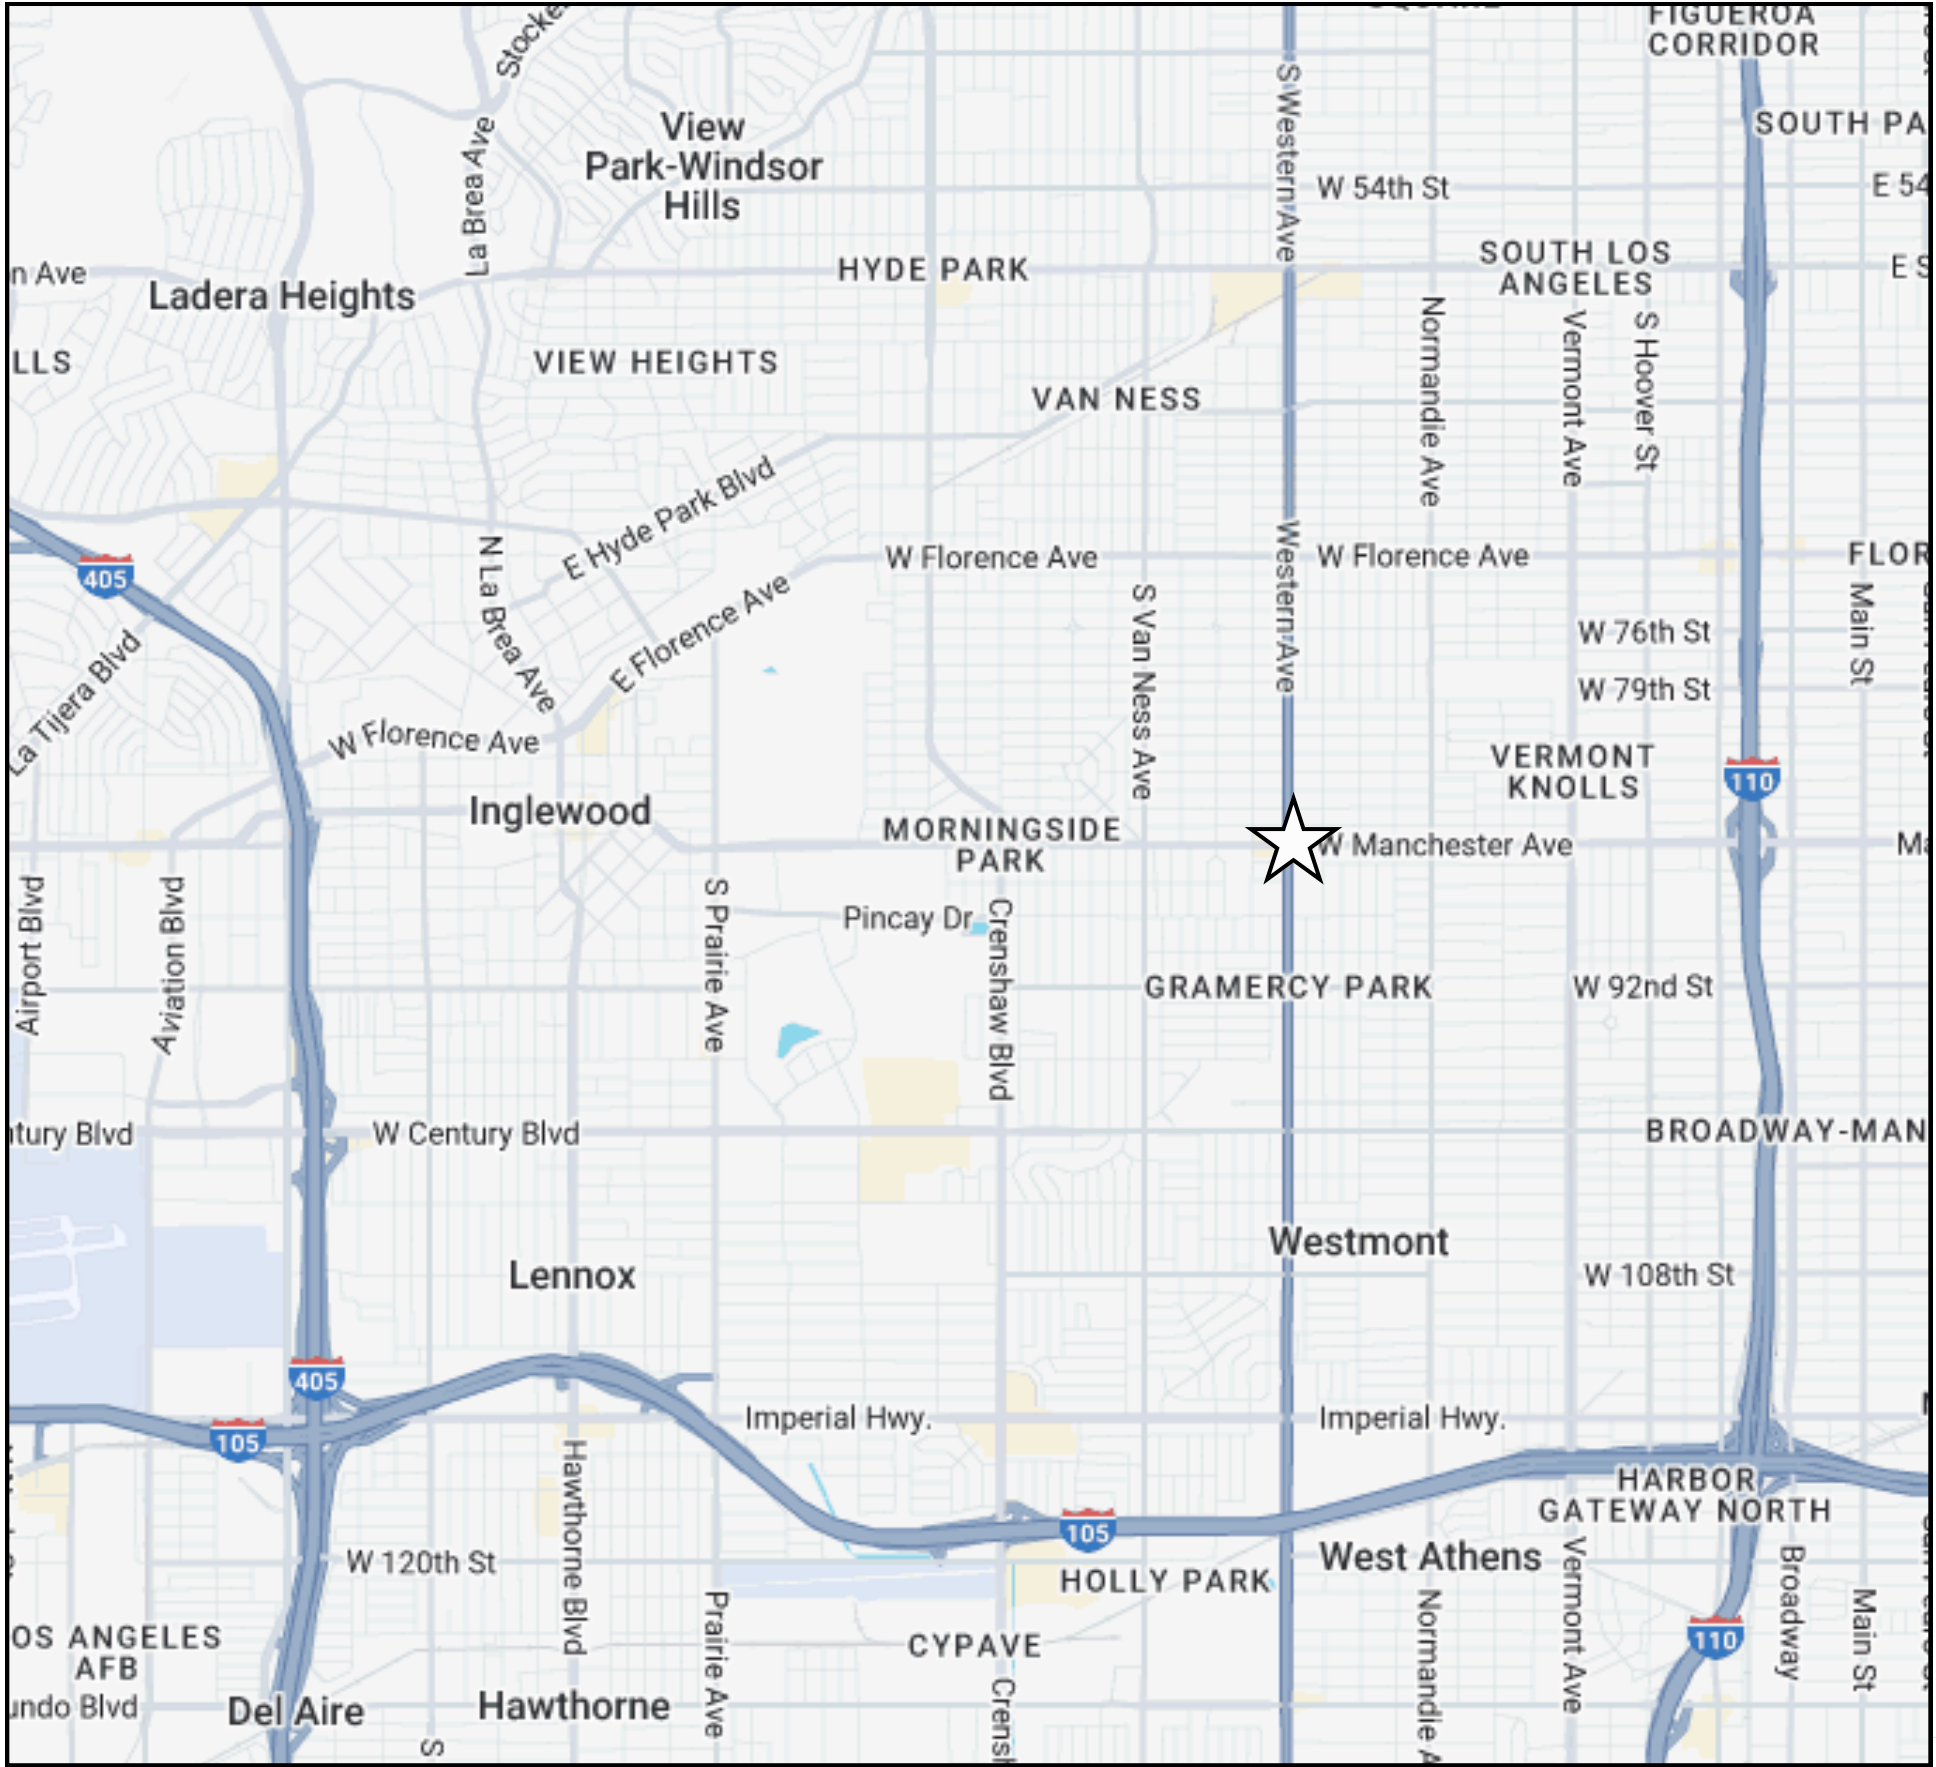 FIGUEROA
CORRIDOR
Stocke
S Western Ave
SOUTH PA
La Brea Ave
View
Park-Windsor
Hills
W 54th St
E 54
n Ave
Ladera Heights
HYDE PARK
SOUTH LOS
ANGELES
E S
LLS
VIEW HEIGHTS
VAN NESS
Normandie Ave
Vermont Ave
S Hoover St
E Hyde Park Blvd
405
N La Brea Ave
W Florence Ave
Western Ave
W Florence Ave
FLOR
E Florence Ave
S Van Ness Ave
W 76th St
Main St
La Tijera Blvd
W 79th St
W Florence Ave
VERMONT
KNOLLS
110
Inglewood
MORNINGSIDE
PARK
W Manchester Ave
Ma
Airport Blvd
Aviation Blvd
S Prairie Ave
Pincay Dr
Crenshaw Blvd
GRAMERCY PARK
W 92nd St
ntury Blvd
W Century Blvd
BROADWAY-MAN
Westmont
Lennox
W 108th St
405
105
Imperial Hwy.
Imperial Hwy.
Hawthorne Blvd
HARBOR
GATEWAY NORTH
105
W 120th St
West Athens
HOLLY PARK
Vermont Ave
Broadway
Prairie Ave
Normandie A
Main St
OS ANGELES
AFB
CYPAVE
110
undo Blvd
Del Aire
Hawthorne
Crensh
S